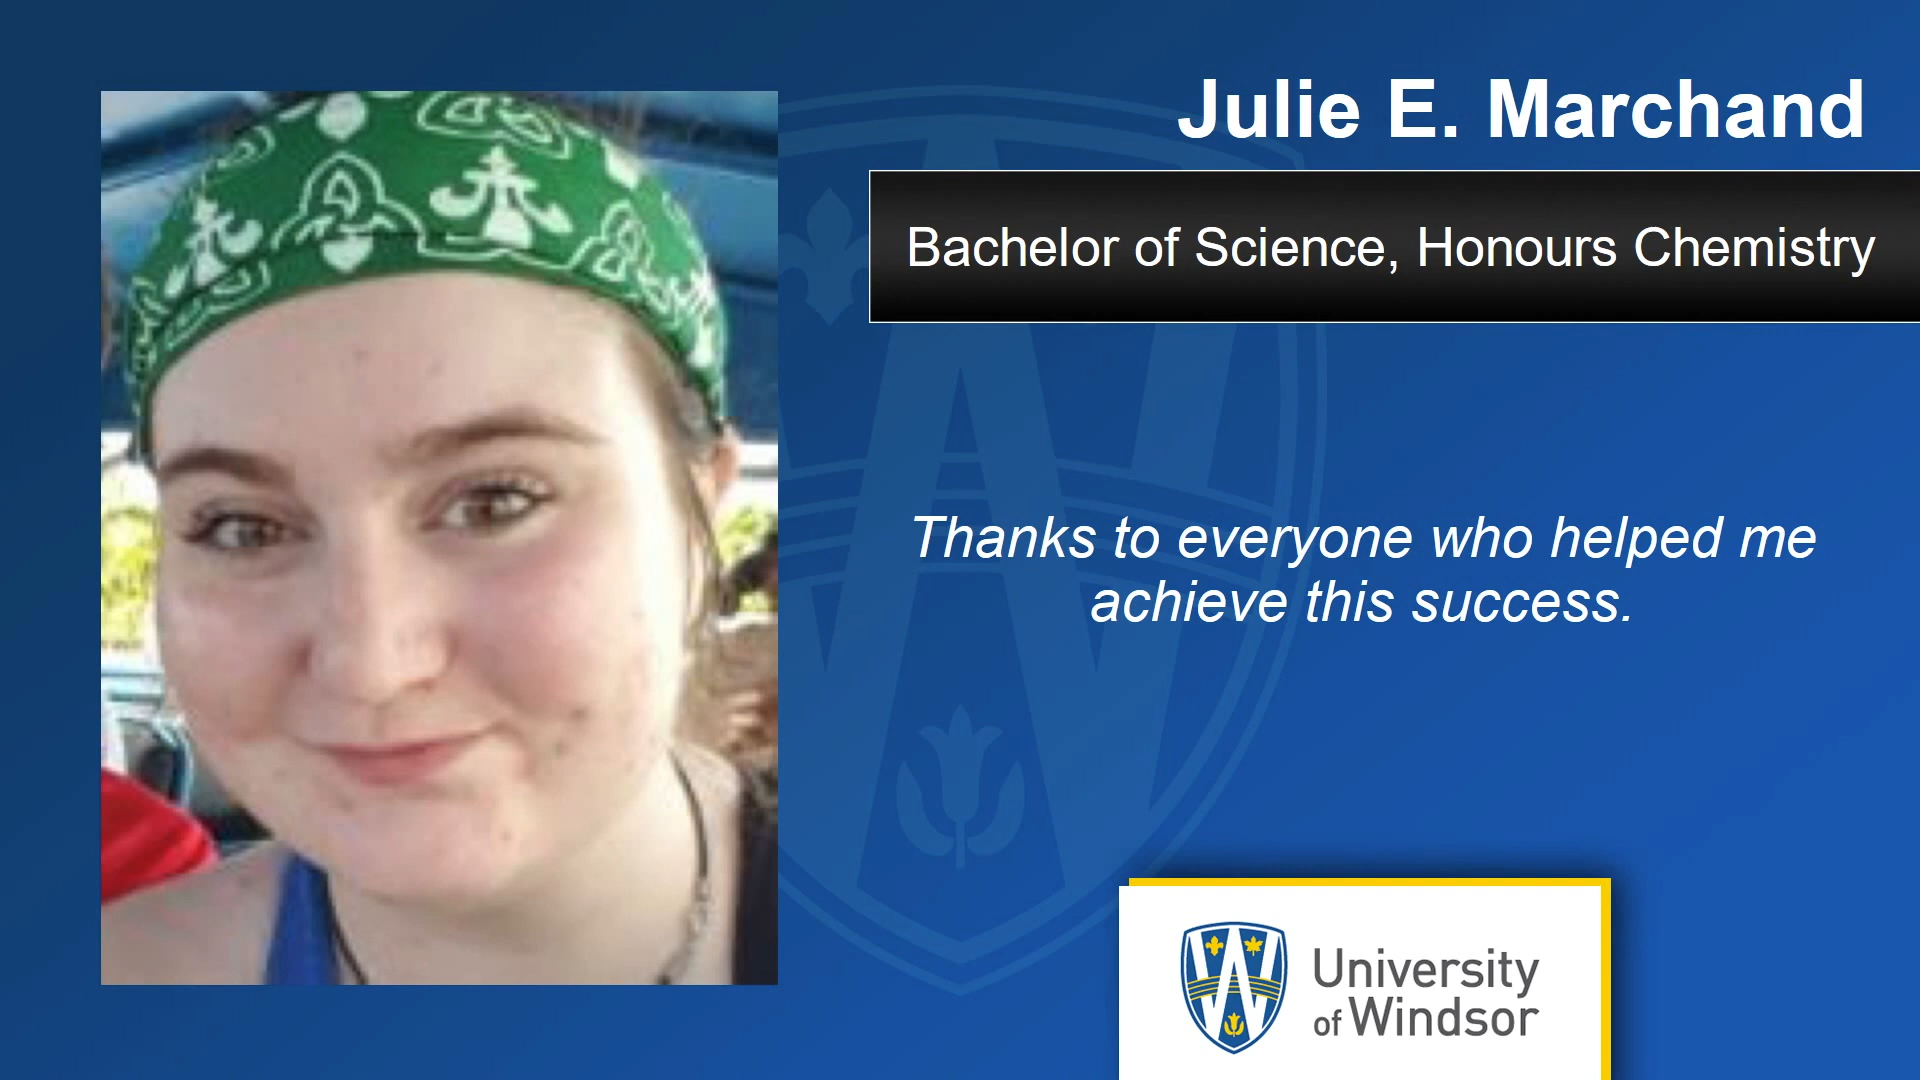 Julie E. Marchand
Bachelor of Science, Honours Chemistry
Thanks to everyone who helped me
achieve this success.
University
of Windsor